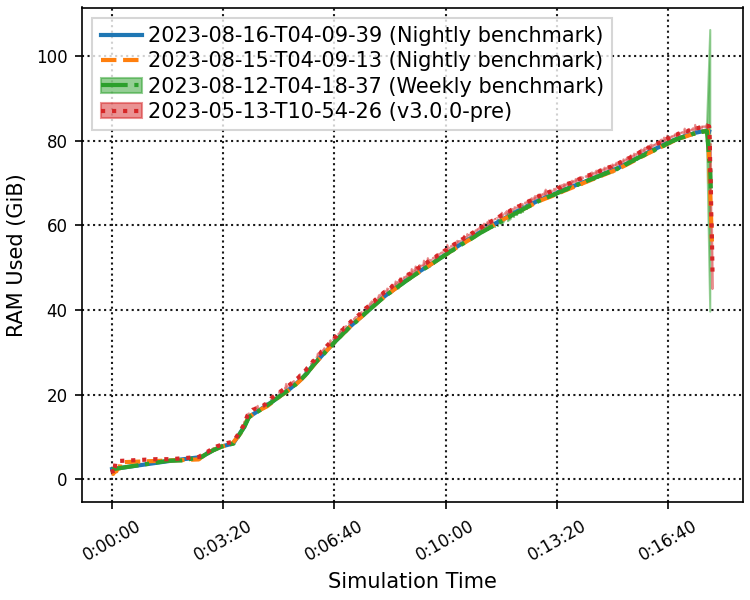 2023-08-16-T04-09-39 (Nightly benchmark)
2023-08-15-T04-09-13 (Nightly benchmark)
2023-08-12-T04-18-37 (Weekly benchmark)
2023-05-13-T10-54-26 (v3.0.0-pre)
RAM Used (GiB)
100
80
60
40
20
0
0:00:00
0:03:20
0:06:40
0:10:00
0:13:20
0:16:40
Simulation Time